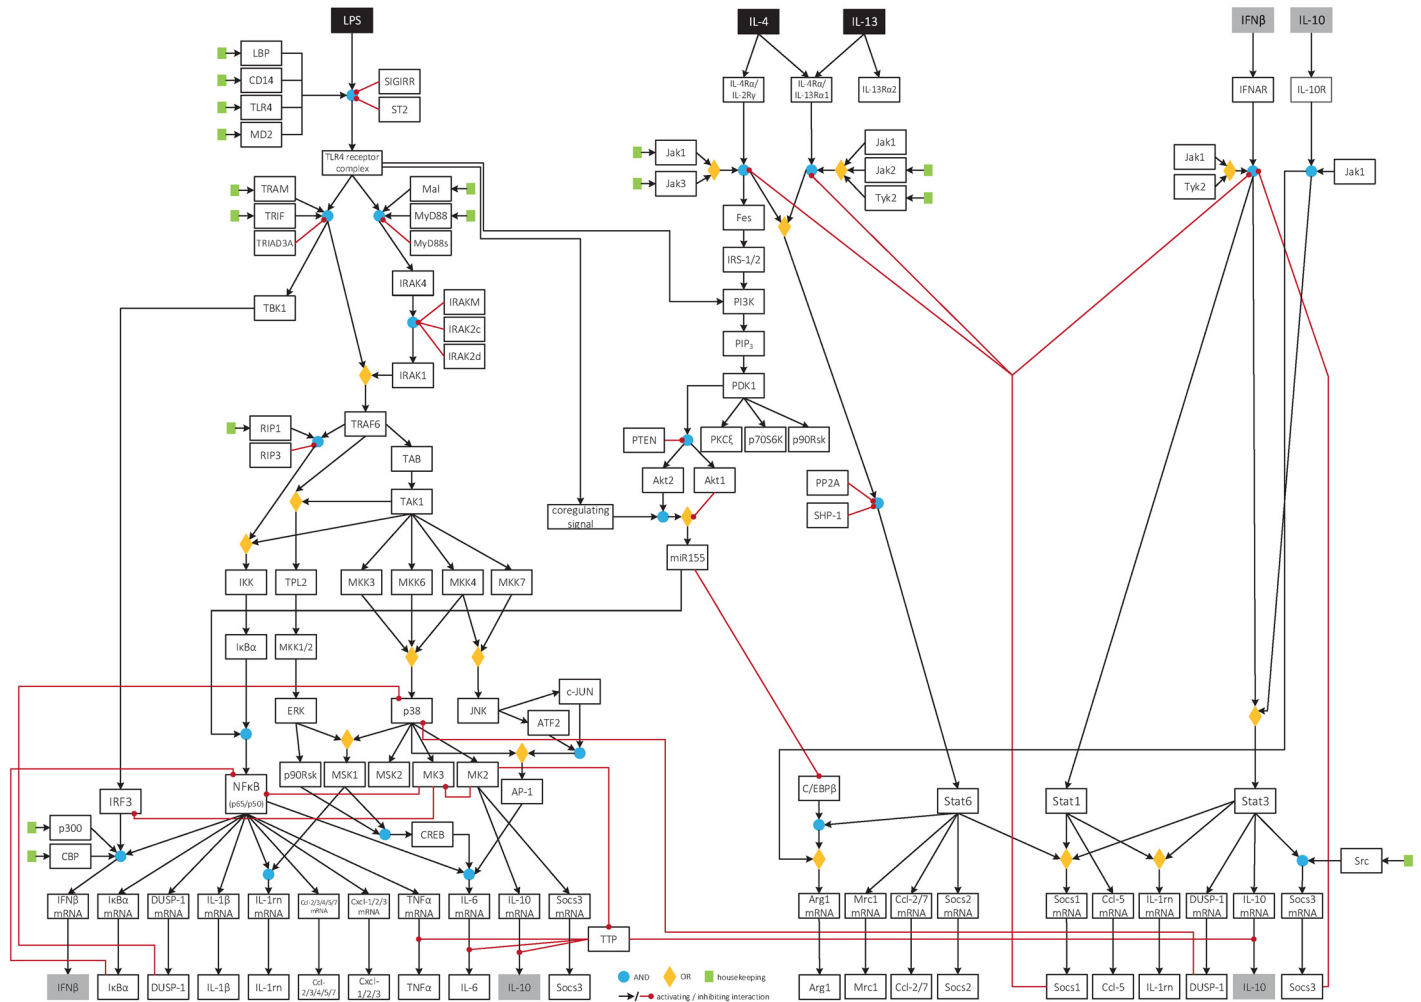 LPS
IL-4
IL-13
IFNβ
IL-10
LBP
CD14
TLR4
MD2
SIGIRR
ST2
IL-4Rα/
IL-2Rγ
IL-4Rα/
IL-13Rα1
IL-13Rα2
IFNAR
IL-10R
TLR4 receptor
complex
Jak1
Jak3
Jak1
Jak2
Tyk2
Jak1
Tyk2
Jak1
TRAM
TRIF
TRIAD3A
Mal
MyD88
MyD88s
Fes
IRS-1/2
PI3K
PIP₃
PDK1
IRAK4
IRAKM
IRAK2c
IRAK2d
IRAK1
TBK1
TRAF6
RIP1
RIP3
TAB
TAK1
PTEN
PKCξ
p70S6K
p90Rsk
Akt2
Akt1
PP2A
SHP-1
coregulating
signal
miR155
IKK
TPL2
MKK3
MKK6
MKK4
MKK7
IκBα
MKK1/2
ERK
p38
JNK
c-JUN
ATF2
p90Rsk
MSK1
MSK2
MK3
MK2
AP-1
NFκB
(p65/p50)
IRF3
p300
CBP
CREB
C/EBPβ
Stat6
Stat1
Stat3
Src
IFNβ
mRNA
IκBα
mRNA
DUSP-1
mRNA
IL-1β
mRNA
IL-1rn
mRNA
Ccl-2/3/4/5/7
mRNA
Cxcl-1/2/3
mRNA
TNFα
mRNA
IL-6
mRNA
IL-10
mRNA
Socs3
mRNA
Arg1
mRNA
Mrc1
mRNA
Ccl-2/7
mRNA
Socs2
mRNA
Socs1
mRNA
Ccl-5
mRNA
IL-1rn
mRNA
DUSP-1
mRNA
IL-10
mRNA
Socs3
mRNA
TTP
IFNβ
IκBα
DUSP-1
IL-1β
IL-1rn
Ccl-
2/3/4/5/7
Cxcl-
1/2/3
TNFα
IL-6
IL-10
Socs3
AND
OR
housekeeping
/
activating / inhibiting interaction
Arg1
Mrc1
Ccl-2/7
Socs2
Socs1
Ccl-5
IL-1rn
DUSP-1
IL-10
Socs3